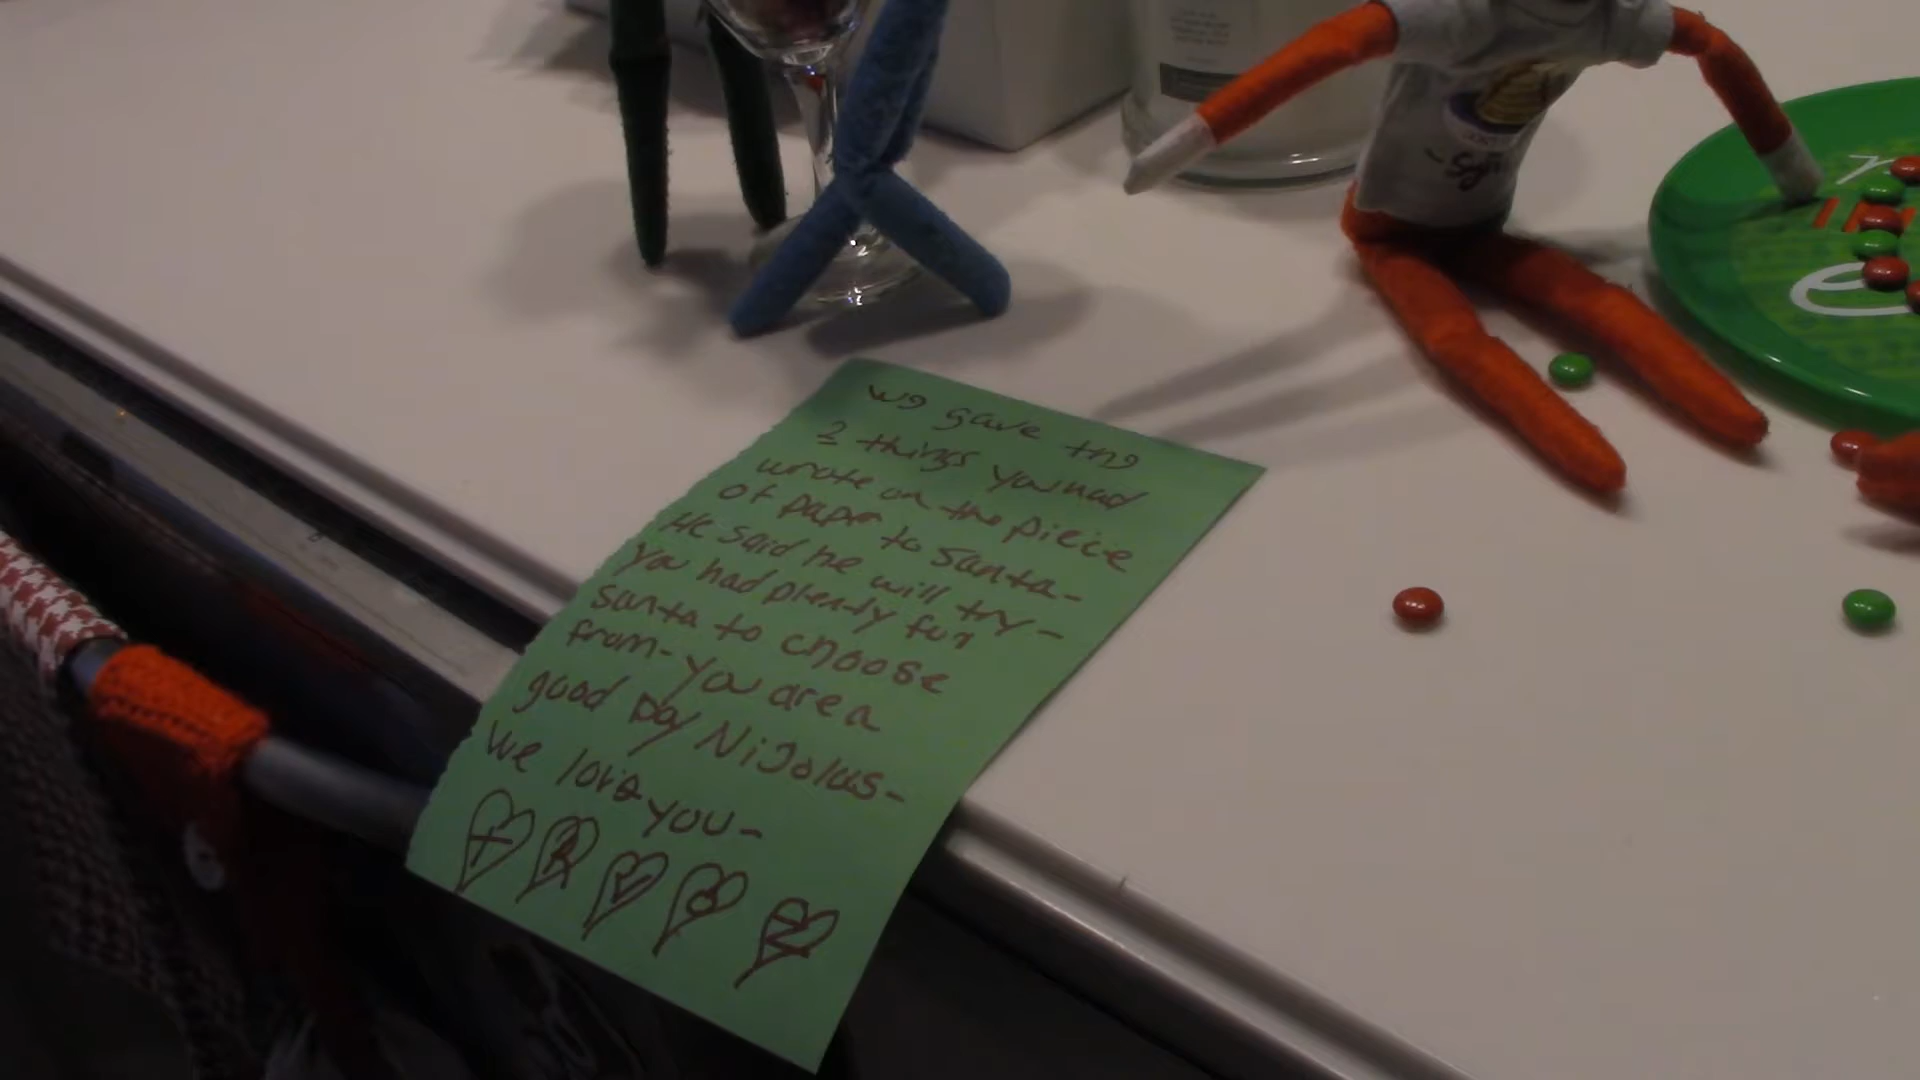 we gave the
2 things you had
wrote on the piece
of paper to santa-
He said he will try-
you had plenty for
santa to choose
from- you are a
good boy Nicolas-
We love you-